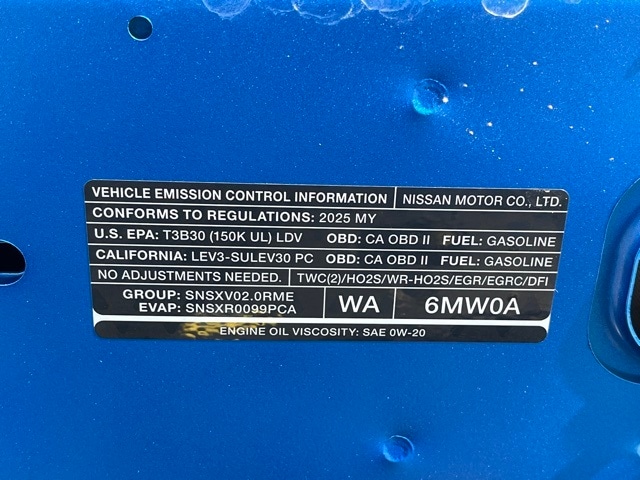 VEHICLE EMISSION CONTROL INFORMATION NISSAN MOTOR CO., LTD.
CONFORMS TO REGULATIONS: 2025 MY
U.S. EPA: T3B30 (150K UL) LDV OBD: CA OBD II FUEL: GASOLINE
CALIFORNIA: LEV3-SULEV30 PC OBD: CA OBD II FUEL: GASOLINE
NO ADJUSTMENTS NEEDED. TWC(2)/HO2S/WR-HO2S/EGR/EGRC/DFI
GROUP: SNSXV02.0RME
EVAP: SNSXR0099PCA
WA 6MW0A
ENGINE OIL VISCOSITY: SAE 0W-20